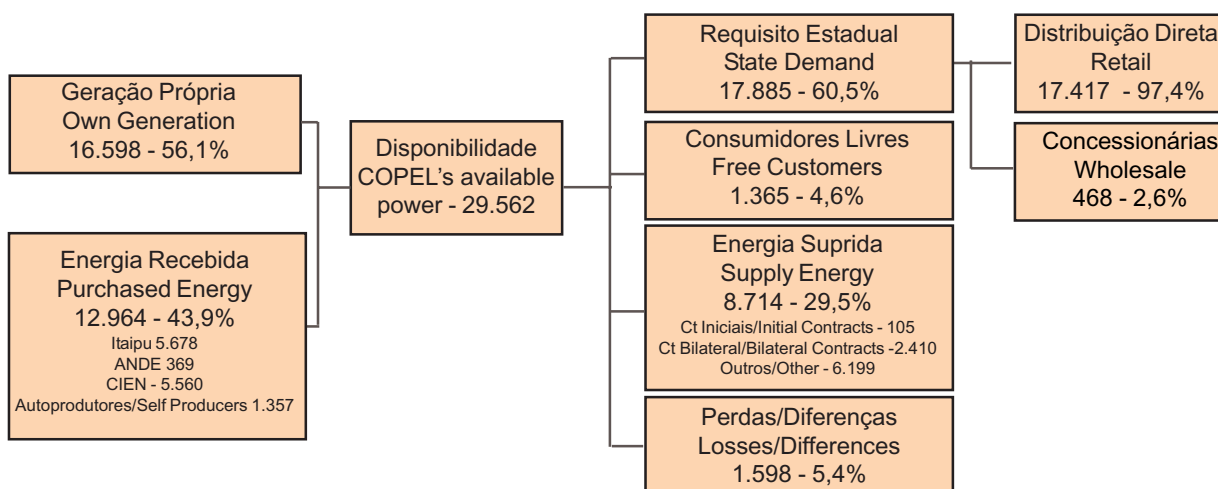 Geração Própria
Own Generation
16.598 - 56,1%
Energia Recebida
Purchased Energy
12.964 - 43,9%
Itaipu 5.678
ANDE 369
CIEN - 5.560
Autoprodutores/Self Producers 1.357
Disponibilidade
COPEL's available
power - 29.562
Requisito Estadual
State Demand
17.885 - 60,5%
Consumidores Livres
Free Customers
1.365 - 4,6%
Energia Suprida
Supply Energy
8.714 - 29,5%
Ct Iniciais/Initial Contracts - 105
Ct Bilateral/Bilateral Contracts -2.410
Outros/Other - 6.199
Perdas/Diferenças
Losses/Differences
1.598 - 5,4%
Distribuição Direta
Retail
17.417 - 97,4%
Concessionárias
Wholesale
468 - 2,6%